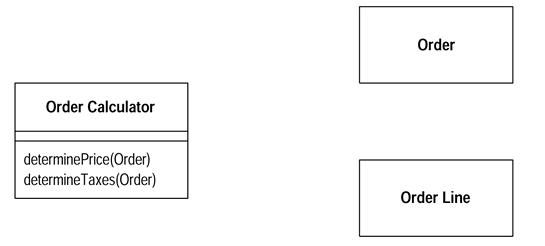 Order
Order Calculator
determinePrice(Order)
determineTaxes(Order)
Order Line